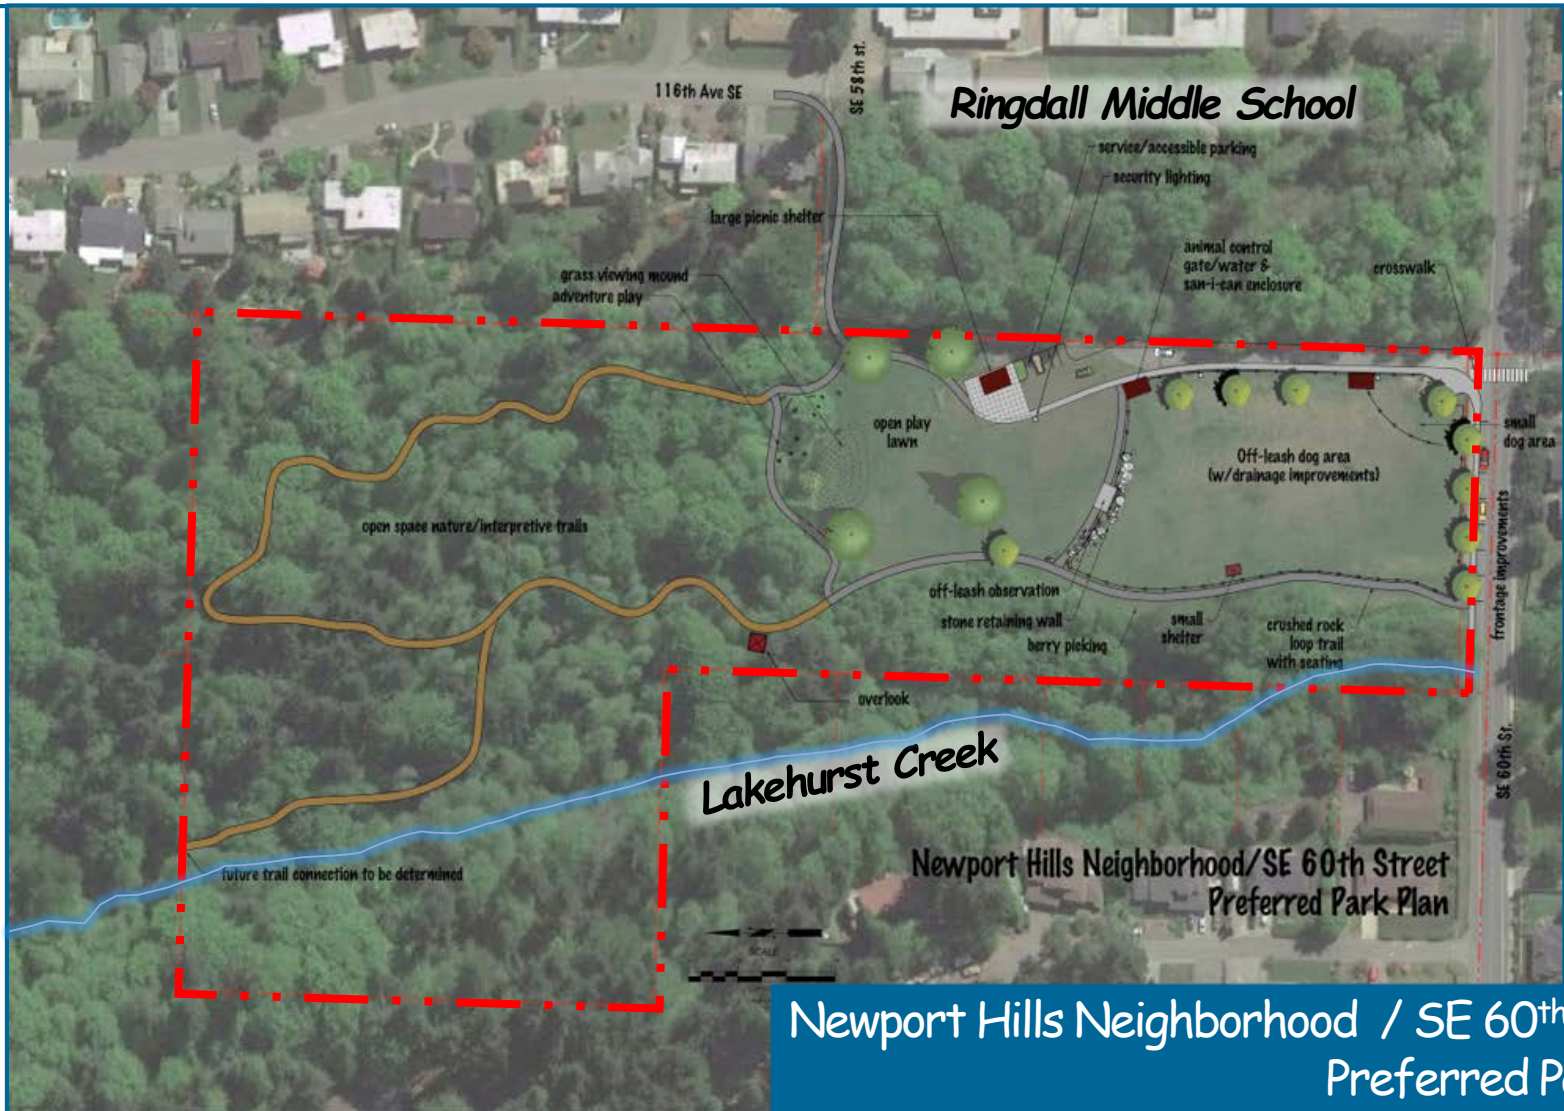 116th Ave SE
SE 58th st.
Ringdall Middle School
service/accessible parking
security lighting
large picnic shelter
animal control
gate/water &
san-i-can enclosure
crosswalk
grass viewing mound
adventure play
open play
lawn
small
dog area
Off-leash dog area
(w/drainage improvements)
open space nature/interpretive trails
frontage improvements
off-leash observation
stone retaining wall
berry picking
small
shelter
crushed rock
loop trail
with seating
overlook
SE 60th St.
Lakehurst Creek
future trail connection to be determined
Newport Hills Neighborhood/SE 60th Street
Preferred Park Plan
SCALE
Newport Hills Neighborhood / SE 60th
Preferred P